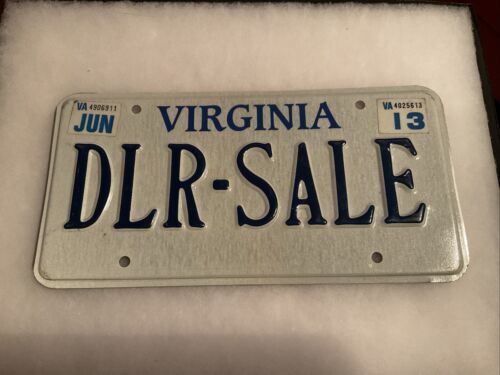 VA 4906911
JUN
VIRGINIA
VA 4025613
13
DLR-SALE